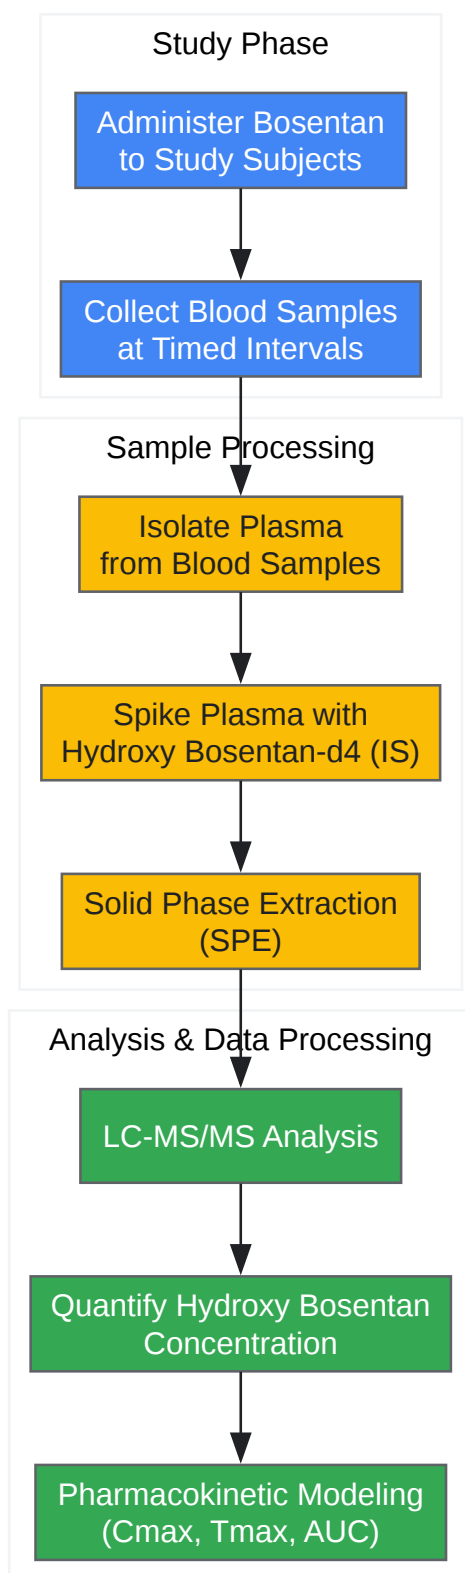 Study Phase
Administer Bosentan
to Study Subjects
Collect Blood Samples
at Timed Intervals
Sample Processing
Isolate Plasma
from Blood Samples
Spike Plasma with
Hydroxy Bosentan-d4 (IS)
Solid Phase Extraction
(SPE)
Analysis & Data Processing
LC-MS/MS Analysis
Quantify Hydroxy Bosentan
Concentration
Pharmacokinetic Modeling
(Cmax, Tmax, AUC)